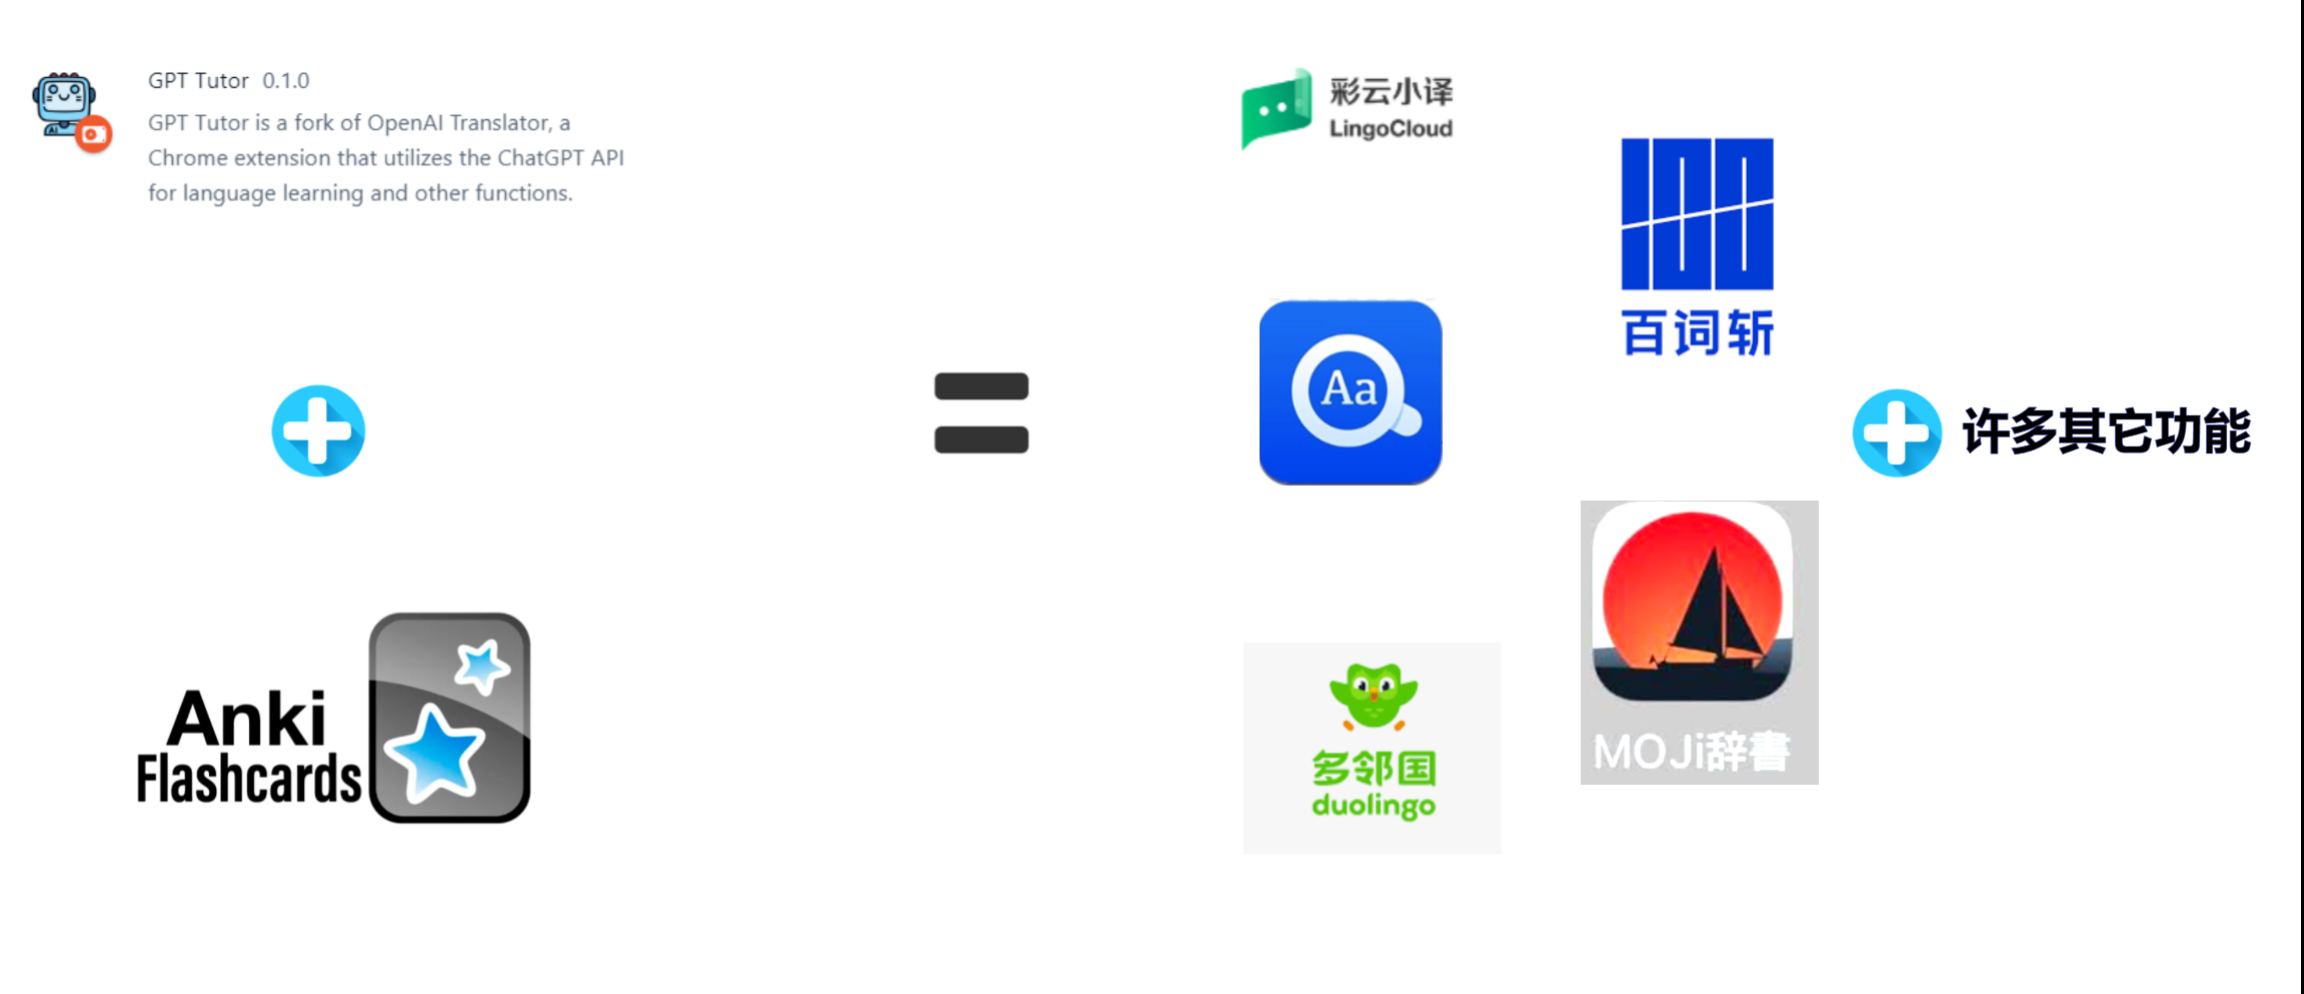 GPT Tutor 0.1.0
GPT Tutor is a fork of OpenAI Translator, a
Chrome extension that utilizes the ChatGPT API
for language learning and other functions.
Anki
Flashcards
彩云小译
LingoCloud
100
百词斩
Aa
多邻国
duolingo
MOJi辞書
许多其它功能